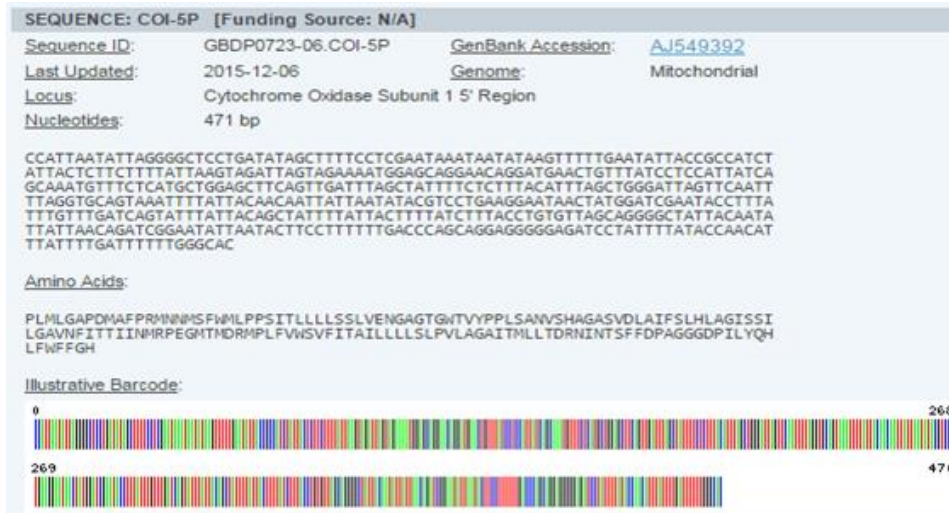 SEQUENCE: COI-5P [Funding Source: N/A]
Sequence ID: GBDP0723-06.COI-5P GenBank Accession: AJ549392
Last Updated: 2015-12-06 Genome: Mitochondrial
Locus: Cytochrome Oxidase Subunit 1 5' Region
Nucleotides: 471 bp
CCATTAATATTAGGGGCTCCTGATATAGCTTTTCCTCGAATAAATAATATAAGTTTTTGAATATTACCGCCATCT
ATTACTCTTCTTTTATTAAGTAGATTAGTAGAAAATGGAGCAGGAACAGGATGAACTGTTTATCCTCCATTATCA
GCAAATGTTTCTCATGCTGGAGCTTCAGTTGATTTAGCTATTTTCTCTTTACATTTAGCTGGGATTAGTTCAATT
TTAGGTGCAGTAAATTTTATTACAACAATTATTAATATACGTCCTGAAGGAATAACTATGGATCGAATACCTTTA
TTTGTTTGATCAGTATTTATTACAGCTATTTTATTACTTTTATCTTTACCTGTGTTAGCAGGGGCTATTACAATA
TTATTAACAGATCGGAATATTAATACTTCCTTTTTTGACCCAGCAGGAGGGGGAGATCCTATTTTATACCAACAT
TTATTTTGATTTTTTGGGCAC
Amino Acids:
PLMLGAPDMAFPRMNNMSFWMLPPSITLLLLSSLVENGAGTGWTVYPPLSANVSHAGASVDLAIFSLHLAGISSI
LGAVNFITTIINMRPEGMTMDRMPLFVWSVFITAILLLLSLPVLAGAITMLLTDRNINTSFFDPAGGGDPILYQH
LFWFFGH
Illustrative Barcode:
0 268
269 471